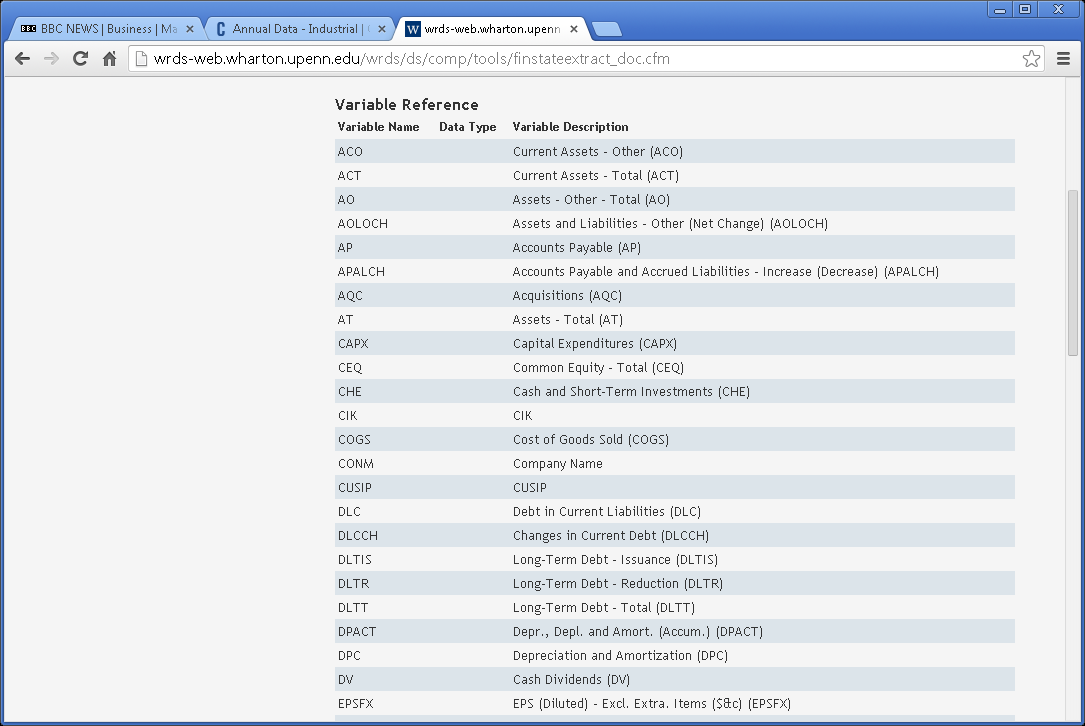 BBC NEWS | Business | Ma
Annual Data - Industrial |
wrds-web.wharton.upenn
wrds-web.wharton.upenn.edu/wrds/ds/comp/tools/finstateextract_doc.cfm
Variable Reference
Variable Name Data Type Variable Description
ACO Current Assets - Other (ACO)
ACT Current Assets - Total (ACT)
AO Assets - Other - Total (AO)
AOLOCH Assets and Liabilities - Other (Net Change) (AOLOCH)
AP Accounts Payable (AP)
APALCH Accounts Payable and Accrued Liabilities - Increase (Decrease) (APALCH)
AQC Acquisitions (AQC)
AT Assets - Total (AT)
CAPX Capital Expenditures (CAPX)
CEQ Common Equity - Total (CEQ)
CHE Cash and Short-Term Investments (CHE)
CIK CIK
COGS Cost of Goods Sold (COGS)
CONM Company Name
CUSIP CUSIP
DLC Debt in Current Liabilities (DLC)
DLCCH Changes in Current Debt (DLCCH)
DLTIS Long-Term Debt - Issuance (DLTIS)
DLTR Long-Term Debt - Reduction (DLTR)
DLTT Long-Term Debt - Total (DLTT)
DPACT Depr., Depl. and Amort. (Accum.) (DPACT)
DPC Depreciation and Amortization (DPC)
DV Cash Dividends (DV)
EPSFX EPS (Diluted) - Excl. Extra. Items ($&c) (EPSFX)